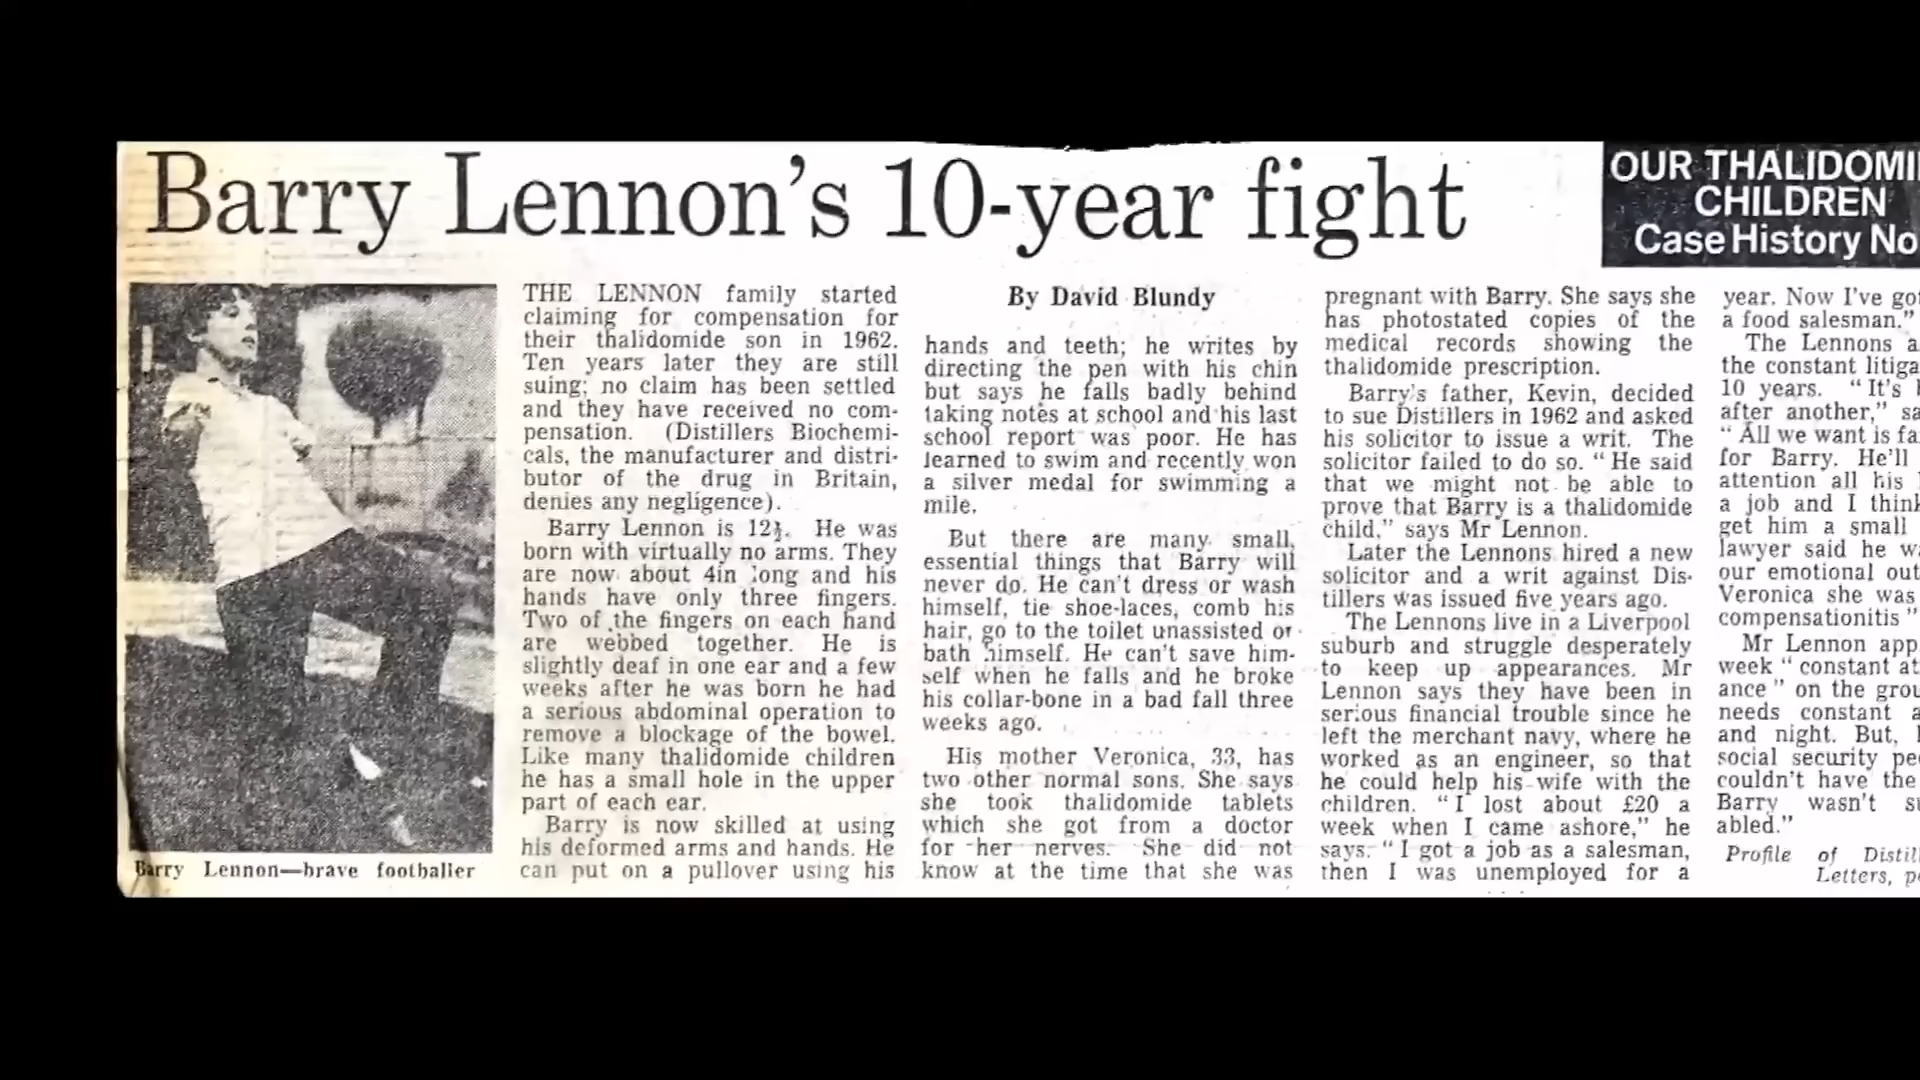 Barry Lennon's 10-year fight
OUR THALIDOMI
CHILDREN
Case History No
Barry Lennon—brave footballer
THE LENNON family started
claiming for compensation for
their thalidomide son in 1962.
Ten years later they are still
suing; no claim has been settled
and they have received no com-
pensation. (Distillers Biochemi-
cals, the manufacturer and distri-
butor of the drug in Britain,
denies any negligence).
Barry Lennon is 12½. He was
born with virtually no arms. They
are now about 4in long and his
hands have only three fingers.
Two of the fingers on each hand
are webbed together. He is
slightly deaf in one ear and a few
weeks after he was born he had
a serious abdominal operation to
remove a blockage of the bowel.
Like many thalidomide children
he has a small hole in the upper
part of each ear.
Barry is now skilled at using
his deformed arms and hands. He
can put on a pullover using his
By David Blundy
hands and teeth; he writes by
directing the pen with his chin
but says he falls badly behind
taking notes at school and his last
school report was poor. He has
learned to swim and recently won
a silver medal for swimming a
mile.
But there are many small,
essential things that Barry will
never do. He can't dress or wash
himself, tie shoe-laces, comb his
hair, go to the toilet unassisted or
bath himself. He can't save him-
self when he falls and he broke
his collar-bone in a bad fall three
weeks ago.
His mother Veronica, 33, has
two other normal sons. She says
she took thalidomide tablets
which she got from a doctor
for her nerves. She did not
know at the time that she was
pregnant with Barry. She says she
has photostated copies of the
medical records showing the
thalidomide prescription.
Barry's father, Kevin, decided
to sue Distillers in 1962 and asked
his solicitor to issue a writ. The
solicitor failed to do so. "He said
that we might not be able to
prove that Barry is a thalidomide
child," says Mr Lennon.
Later the Lennons hired a new
solicitor and a writ against Dis-
tillers was issued five years ago.
The Lennons live in a Liverpool
suburb and struggle desperately
to keep up appearances. Mr
Lennon says they have been in
serious financial trouble since he
left the merchant navy, where he
worked as an engineer, so that
he could help his wife with the
children. "I lost about £20 a
week when I came ashore," he
says. "I got a job as a salesman,
then I was unemployed for a
year. Now I've got
a food salesman."
The Lennons a
the constant litiga
10 years. "It's
after another," sa
"All we want is fa
for Barry. He'll
attention all his
a job and I think
get him a small
lawyer said he wa
our emotional out
Veronica she was
compensationitis"
Mr Lennon app
week "constant at
ance" on the grou
needs constant a
and night. But,
social security pe
couldn't have the
Barry wasn't s
abled."
Profile of Distil
Letters, p